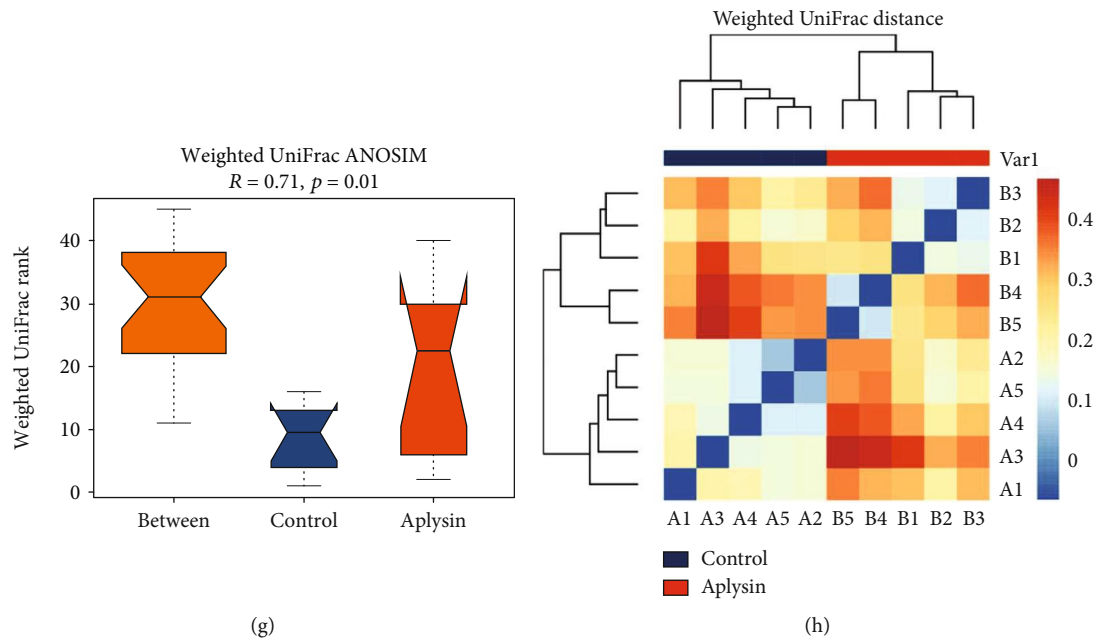 Weighted UniFrac ANOSIM
R = 0.71, p = 0.01
Weighted UniFrac rank
40
30
20
10
0
Between Control Aplysin
(g)
Weighted UniFrac distance
Var1
B3
B2
B1
B4
B5
A2
A5
A4
A3
A1
A1 A3 A4 A5 A2 B5 B4 B1 B2 B3
0.4
0.3
0.2
0.1
0
Control
Aplysin
(h)